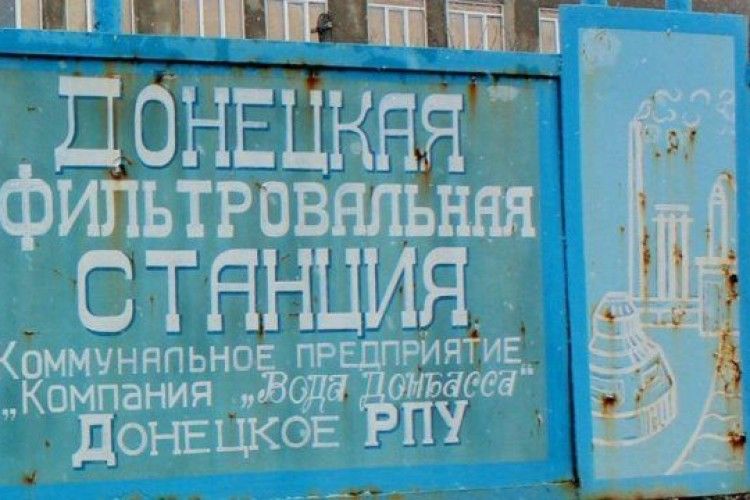 Донецкая
фильтровальная
станция
Коммунальное предприятие
„Компания „Вода Донбасса“
Донецкое РПУ